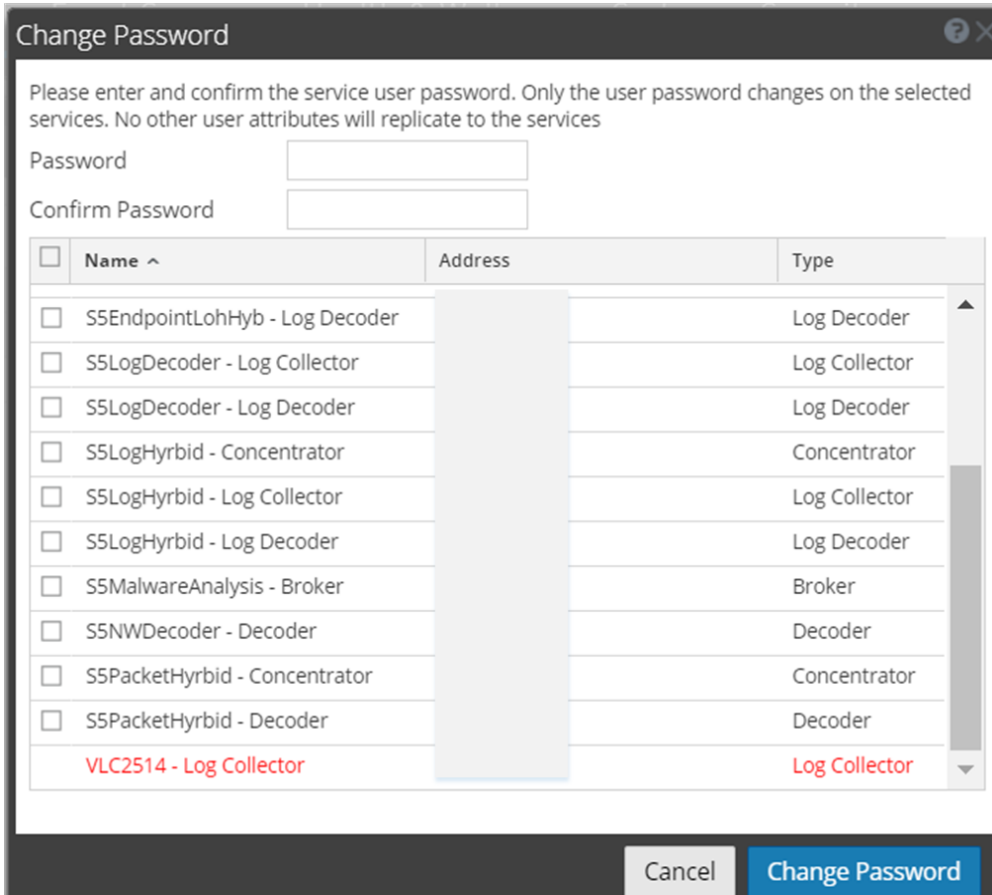 Change Password
Please enter and confirm the service user password. Only the user password changes on the selected
services. No other user attributes will replicate to the services
Password
Confirm Password
Name Address Type
S5EndpointLohHyb - Log Decoder Log Decoder
S5LogDecoder - Log Collector Log Collector
S5LogDecoder - Log Decoder Log Decoder
S5LogHyrbid - Concentrator Concentrator
S5LogHyrbid - Log Collector Log Collector
S5LogHyrbid - Log Decoder Log Decoder
S5MalwareAnalysis - Broker Broker
S5NWDecoder - Decoder Decoder
S5PacketHyrbid - Concentrator Concentrator
S5PacketHyrbid - Decoder Decoder
VLC2514 - Log Collector Log Collector
Cancel Change Password